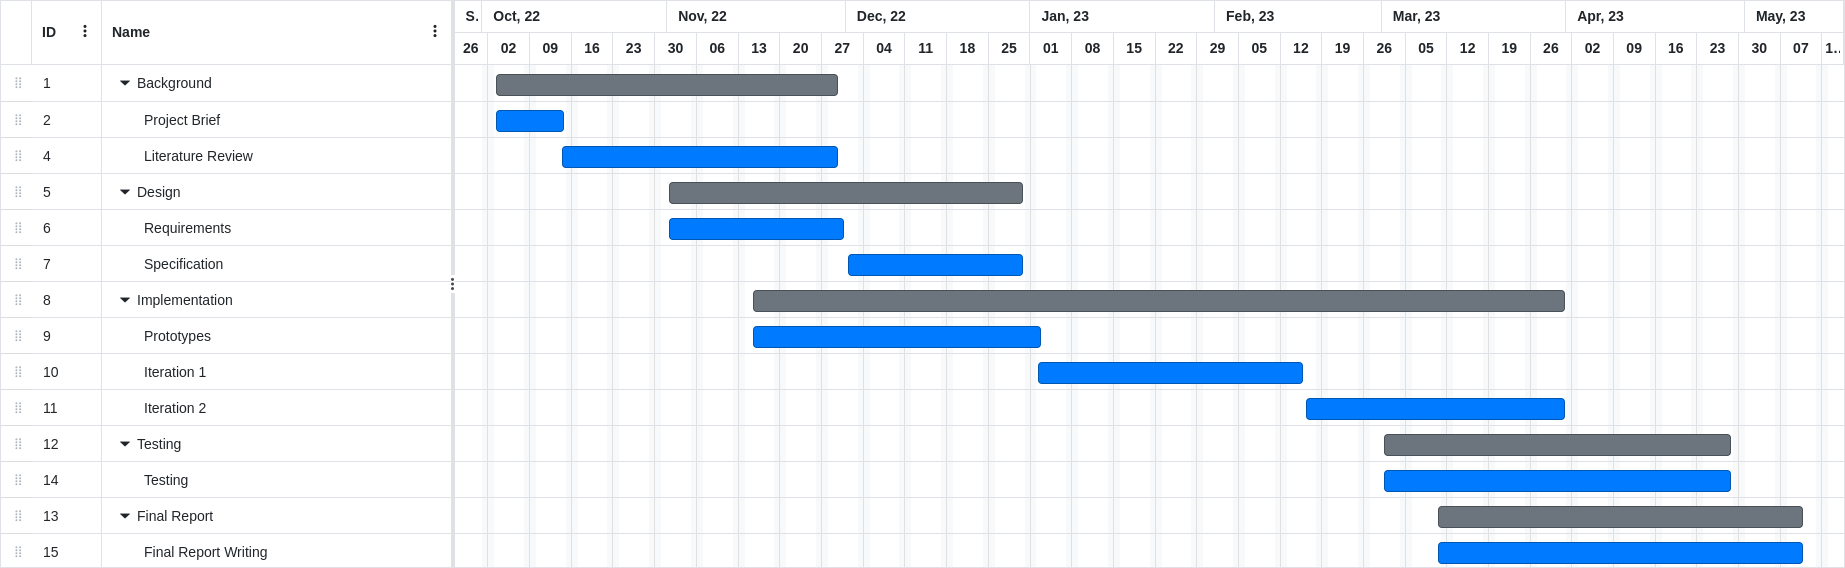 ID Name S. Oct, 22 Nov, 22 Dec, 22 Jan, 23 Feb, 23 Mar, 23 Apr, 23 May, 23
26 02 09 16 23 30 06 13 20 27 04 11 18 25 01 08 15 22 29 05 12 19 26 05 12 19 26 02 09 16 23 30 07 1..
1 Background
2 Project Brief
4 Literature Review
5 Design
6 Requirements
7 Specification
8 Implementation
9 Prototypes
10 Iteration 1
11 Iteration 2
12 Testing
14 Testing
13 Final Report
15 Final Report Writing